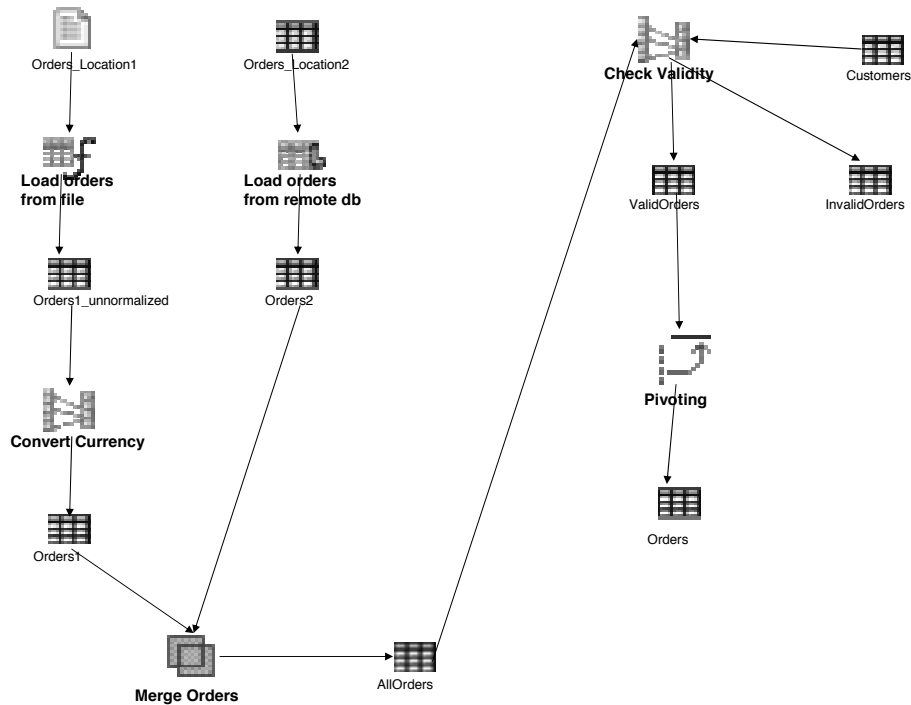 Orders_Location1
Orders_Location2
Check Validity
Customers
Load orders
from file
Load orders
from remote db
ValidOrders
InvalidOrders
Orders1_unnormalized
Orders2
Pivoting
Convert Currency
Orders1
Orders
Merge Orders
AllOrders